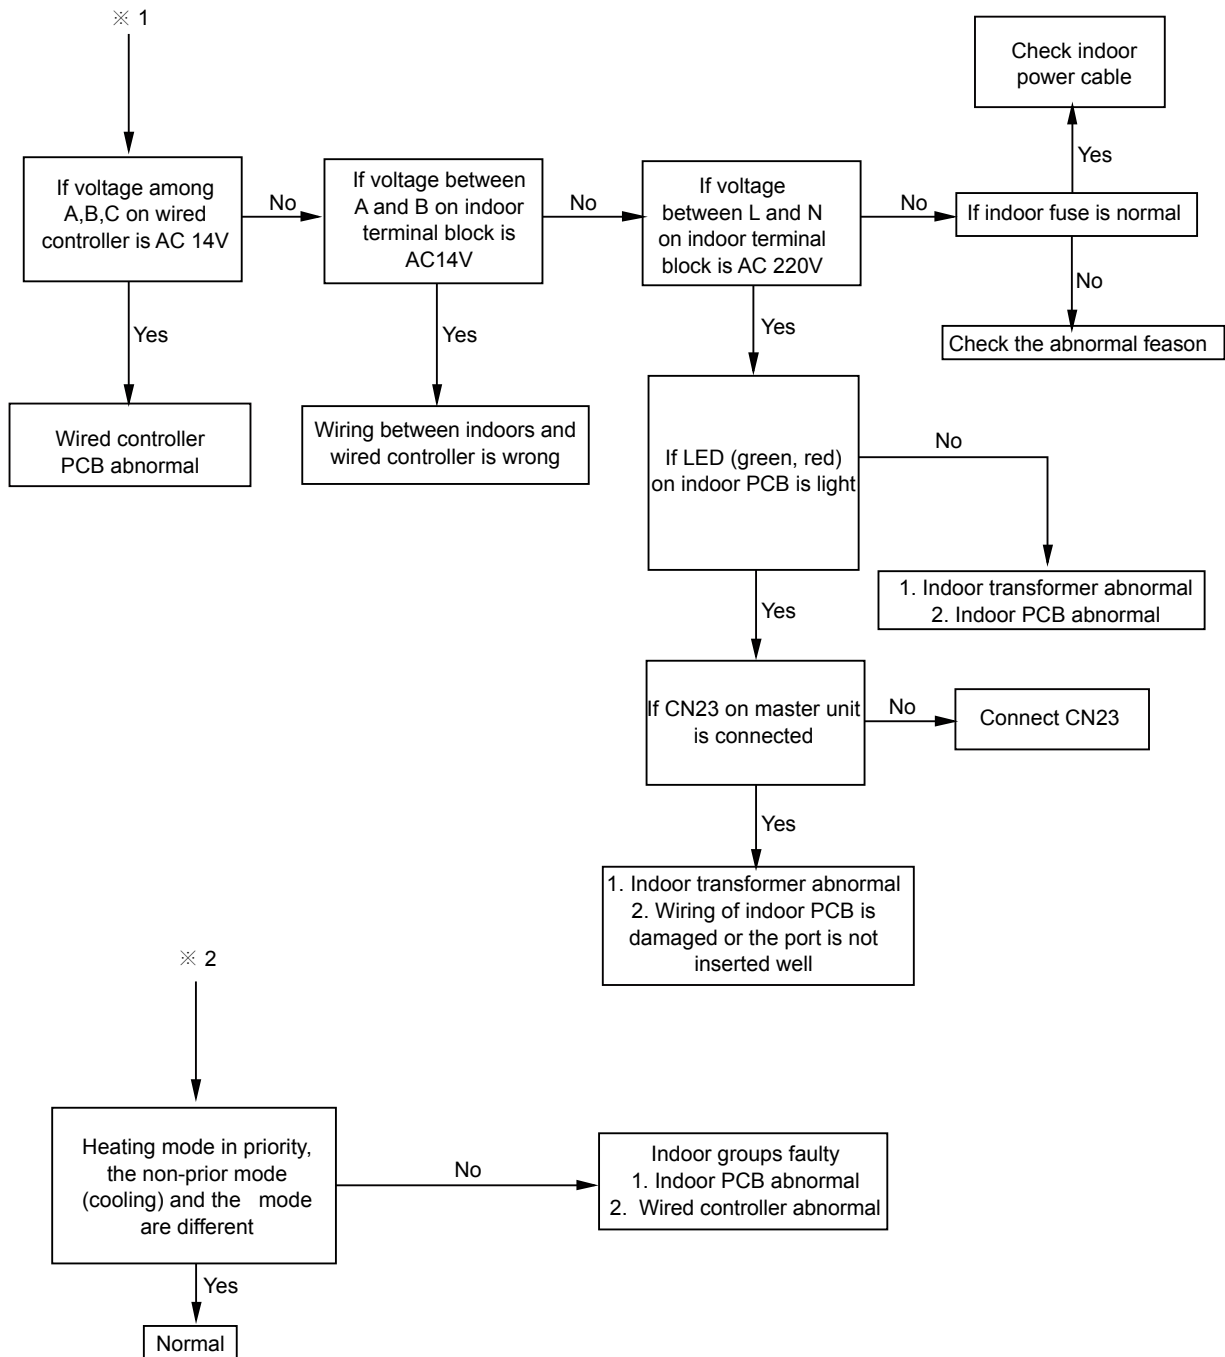 ※ 1
If voltage among
A,B,C on wired
controller is AC 14V
No
If voltage between
A and B on indoor
terminal block is
AC14V
No
If voltage
between L and N
on indoor terminal
block is AC 220V
No
If indoor fuse is normal
Yes
Check indoor
power cable
No
Check the abnormal feason
Yes
Wired controller
PCB abnormal
Yes
Wiring between indoors and
wired controller is wrong
Yes
If LED (green, red)
on indoor PCB is light
No
1. Indoor transformer abnormal
2. Indoor PCB abnormal
Yes
If CN23 on master unit
is connected
No
Connect CN23
Yes
1. Indoor transformer abnormal
2. Wiring of indoor PCB is
damaged or the port is not
inserted well
※ 2
Heating mode in priority,
the non-prior mode
(cooling) and the mode
are different
No
Indoor groups faulty
1. Indoor PCB abnormal
2. Wired controller abnormal
Yes
Normal